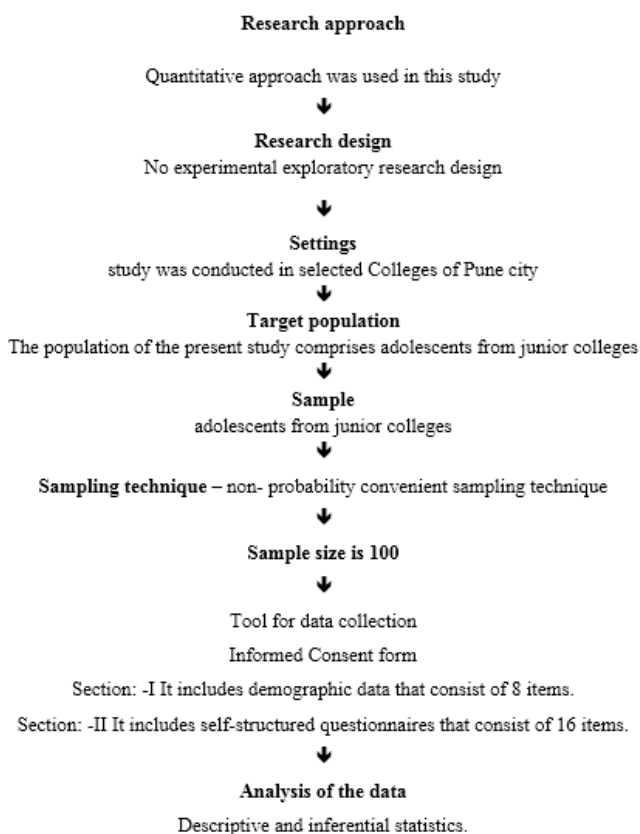 Research approach
Quantitative approach was used in this study
Research design
No experimental exploratory research design
Settings
study was conducted in selected Colleges of Pune city
Target population
The population of the present study comprises adolescents from junior colleges
Sample
adolescents from junior colleges
Sampling technique – non- probability convenient sampling technique
Sample size is 100
Tool for data collection
Informed Consent form
Section: -I It includes demographic data that consist of 8 items.
Section: -II It includes self-structured questionnaires that consist of 16 items.
Analysis of the data
Descriptive and inferential statistics.